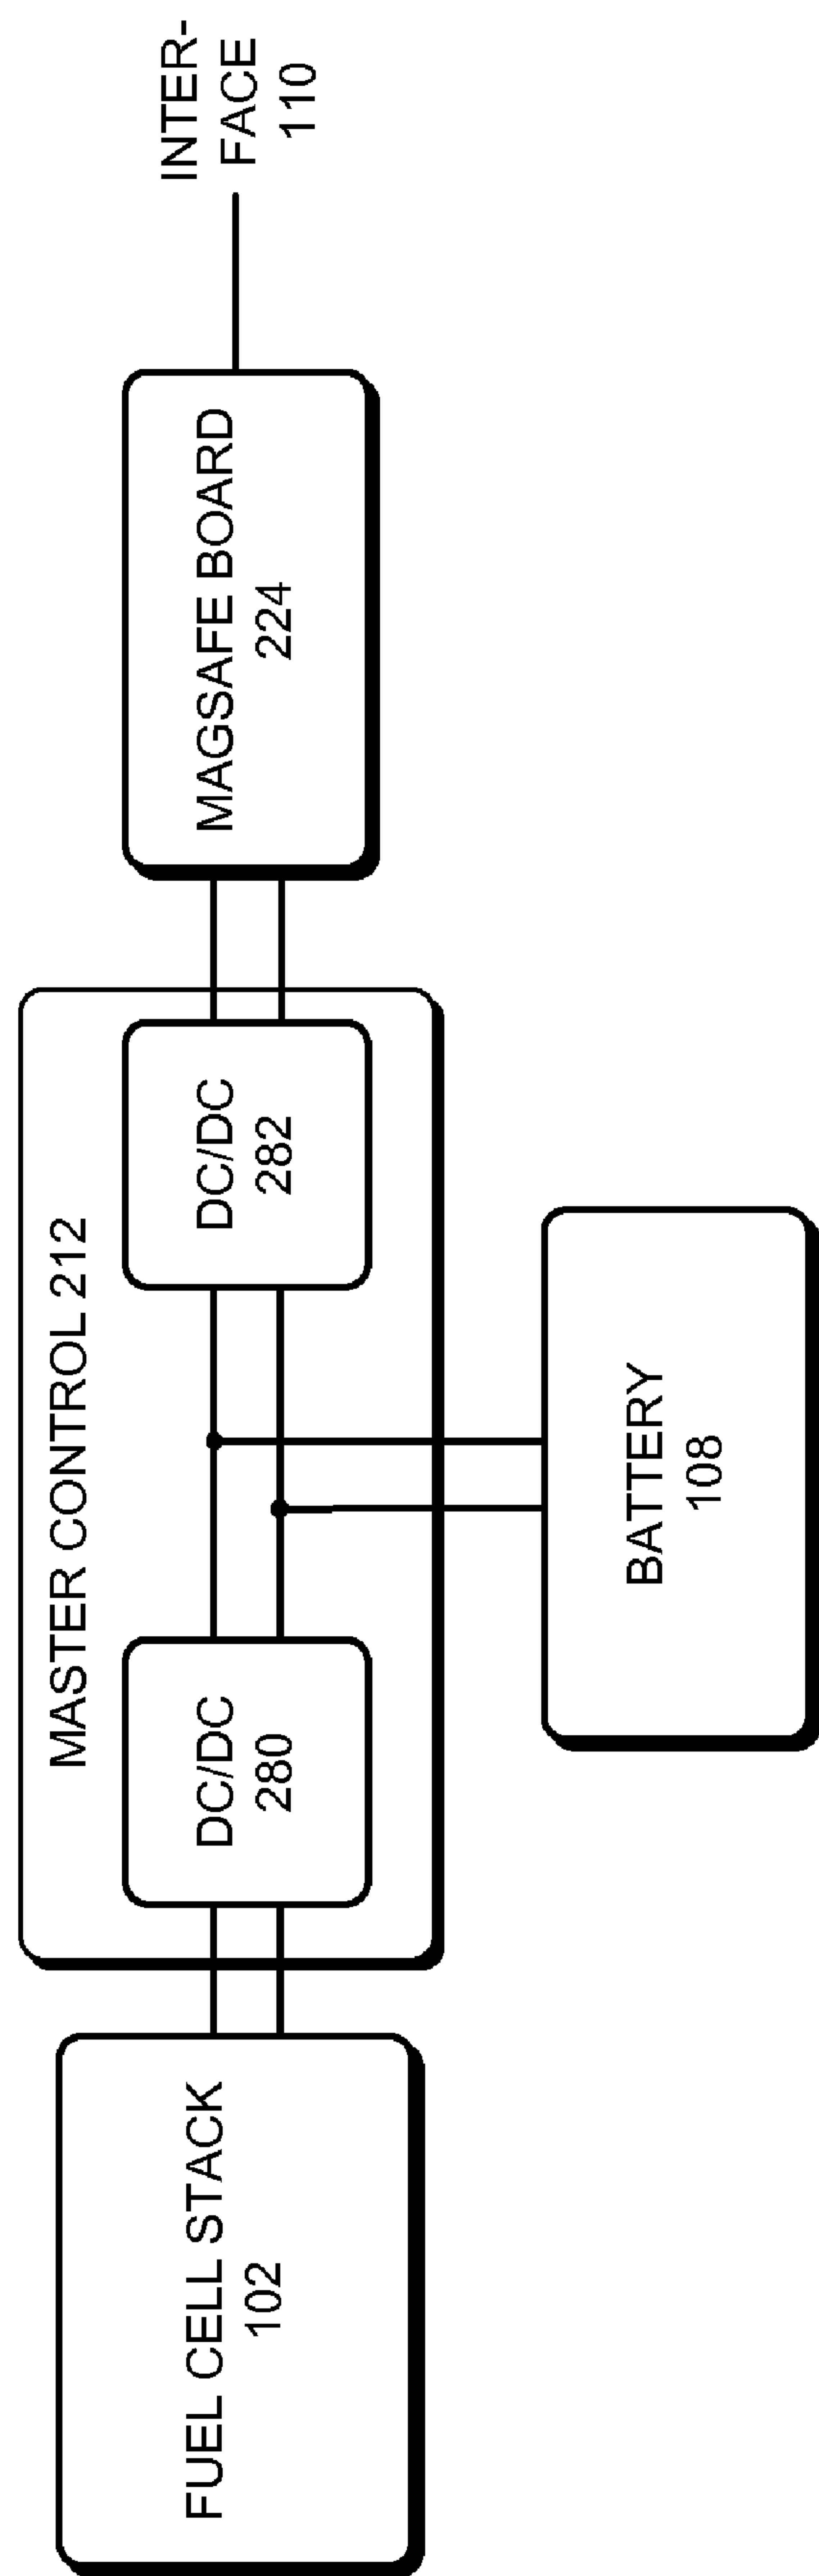 FUEL CELL STACK
102
MASTER CONTROL 212
DC/DC
280
DC/DC
282
BATTERY
108
MAGSAFE BOARD
224
INTER-
FACE
110